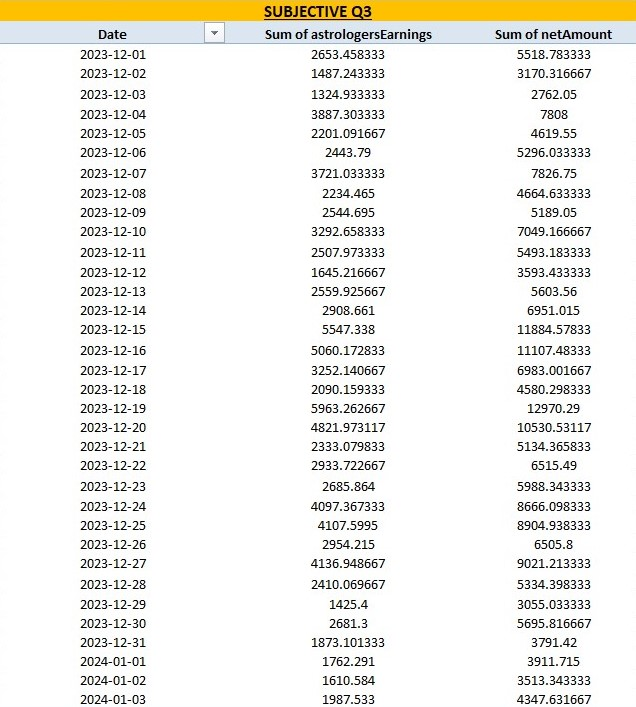 SUBJECTIVE Q3
Date Sum of astrologersEarnings Sum of netAmount
2023-12-01 2653.458333 5518.783333
2023-12-02 1487.243333 3170.316667
2023-12-03 1324.933333 2762.05
2023-12-04 3887.303333 7808
2023-12-05 2201.091667 4619.55
2023-12-06 2443.79 5296.033333
2023-12-07 3721.033333 7826.75
2023-12-08 2234.465 4664.633333
2023-12-09 2544.695 5189.05
2023-12-10 3292.658333 7049.166667
2023-12-11 2507.973333 5493.183333
2023-12-12 1645.216667 3593.433333
2023-12-13 2559.925667 5603.56
2023-12-14 2908.661 6951.015
2023-12-15 5547.338 11884.57833
2023-12-16 5060.172833 11107.48333
2023-12-17 3252.140667 6983.001667
2023-12-18 2090.159333 4580.298333
2023-12-19 5963.262667 12970.29
2023-12-20 4821.973117 10530.53117
2023-12-21 2333.079833 5134.365833
2023-12-22 2933.722667 6515.49
2023-12-23 2685.864 5988.343333
2023-12-24 4097.367333 8666.098333
2023-12-25 4107.5995 8904.938333
2023-12-26 2954.215 6505.8
2023-12-27 4136.948667 9021.213333
2023-12-28 2410.069667 5334.398333
2023-12-29 1425.4 3055.033333
2023-12-30 2681.3 5695.816667
2023-12-31 1873.101333 3791.42
2024-01-01 1762.291 3911.715
2024-01-02 1610.584 3513.343333
2024-01-03 1987.533 4347.631667